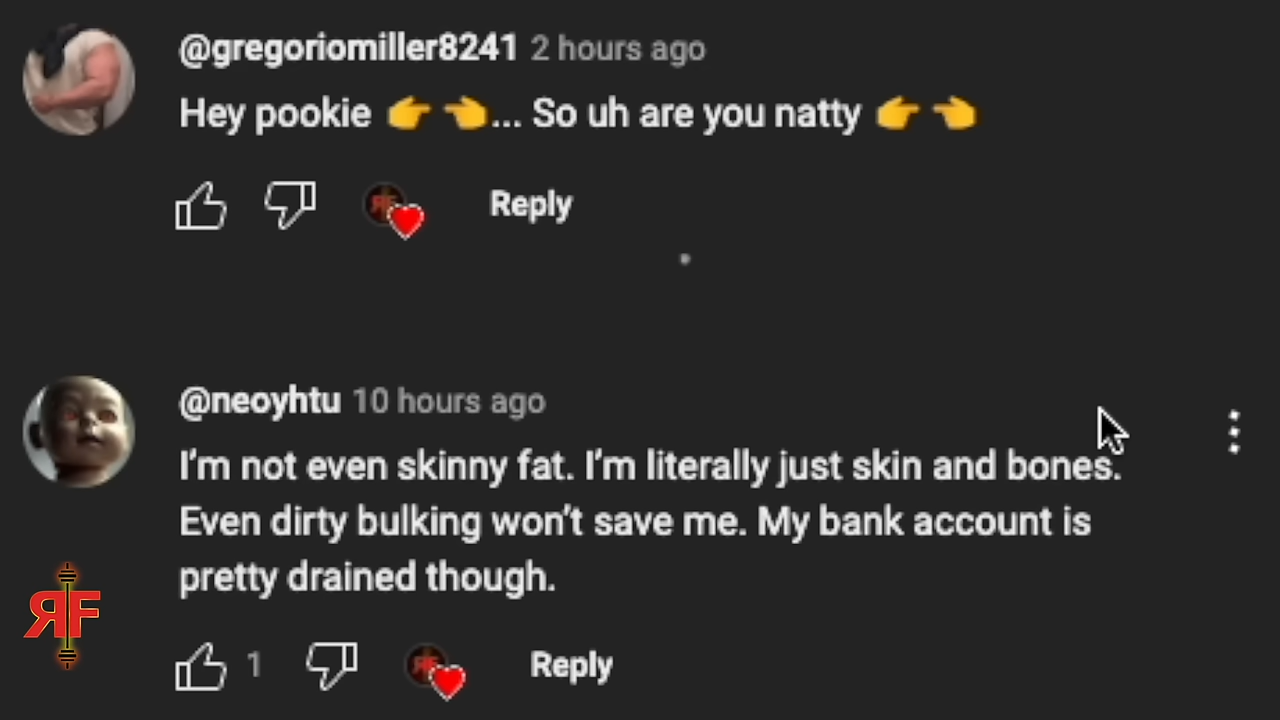 @gregoriomiller8241 2 hours ago
Hey pookie 👉👈... So uh are you natty 👉👈
Reply
@neoyhtu 10 hours ago
I'm not even skinny fat. I'm literally just skin and bones.
Even dirty bulking won't save me. My bank account is
pretty drained though.
RF
1
Reply